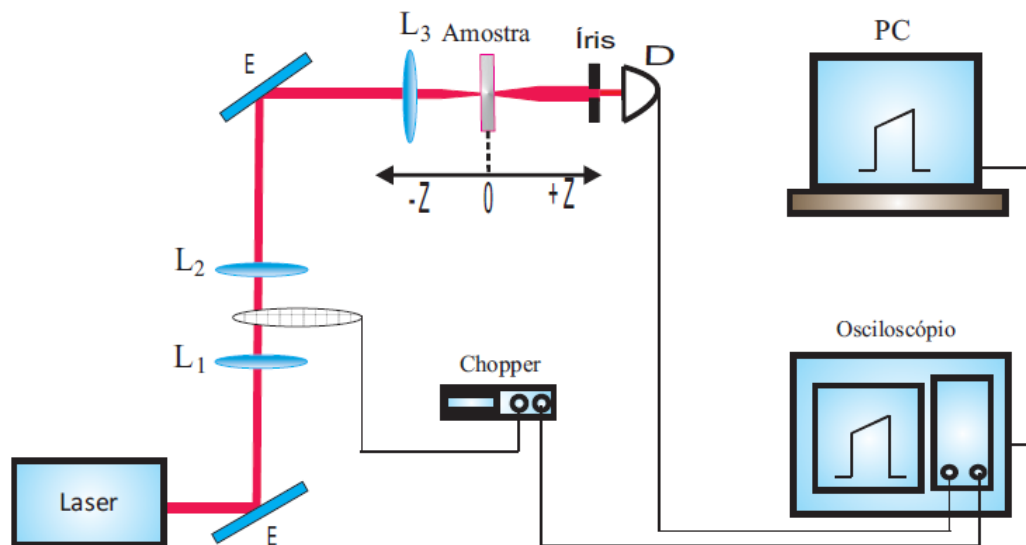 L3
Amostra
Íris
D
PC
E
-Z
0
+Z
L2
L1
Chopper
Osciloscópio
Laser
E